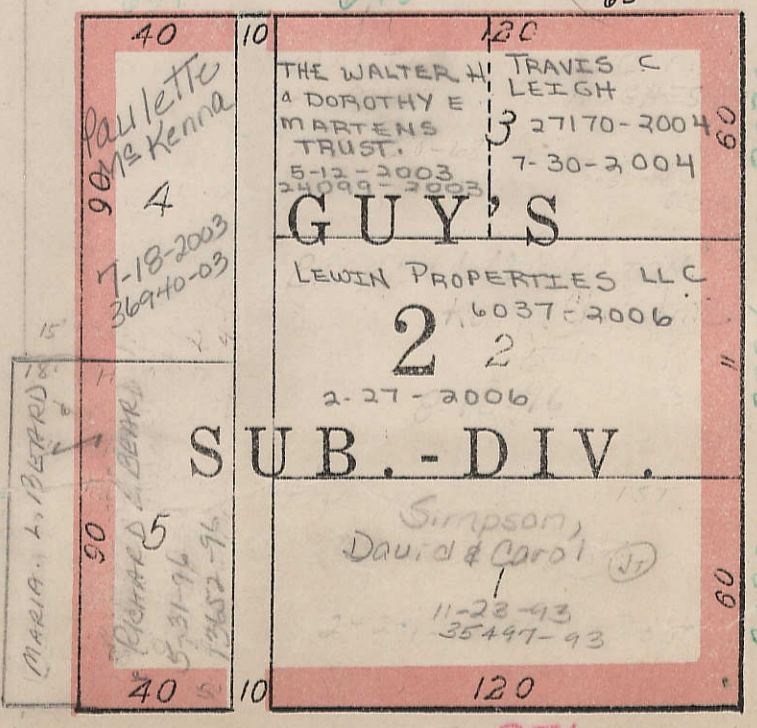 40
10
120
Paulette
McKenna
90
4
7-18-2003
36940-03
THE WALTER H
& DOROTHY E
MARTENS
TRUST.
5-12-2003
24099-2003
TRAVIS C
LEIGH
3
27170-2004
7-30-2004
60
GUY'S
LEWIN PROPERTIES LLC
6037-2006
2
2
2-27-2006
"
SUB.-DIV.
15
MARIA. L. BEARD
90
5
RICHARD L BEARD
5-31-96
13652-96
Simpson,
David & Carol
JT
11-23-93
35497-93
60
40
10
120